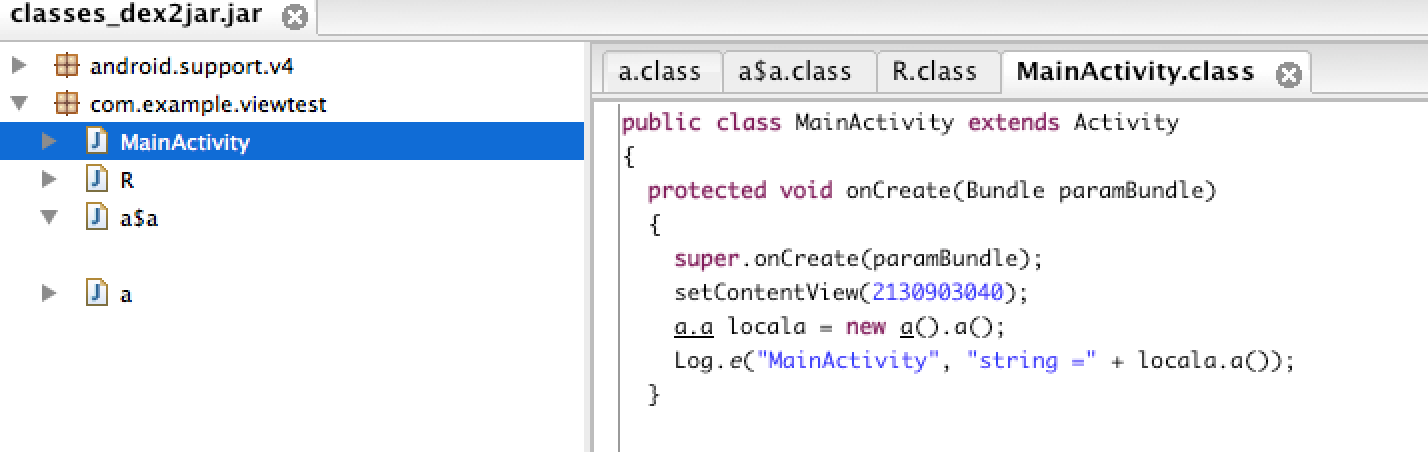 classes_dex2jar.jar
android.support.v4
com.example.viewtest
MainActivity
R
a$a
a
a.class
a$a.class
R.class
MainActivity.class
public class MainActivity extends Activity
{
protected void onCreate(Bundle paramBundle)
{
super.onCreate(paramBundle);
setContentView(2130903040);
a.a locala = new a().a();
Log.e("MainActivity", "string =" + locala.a());
}